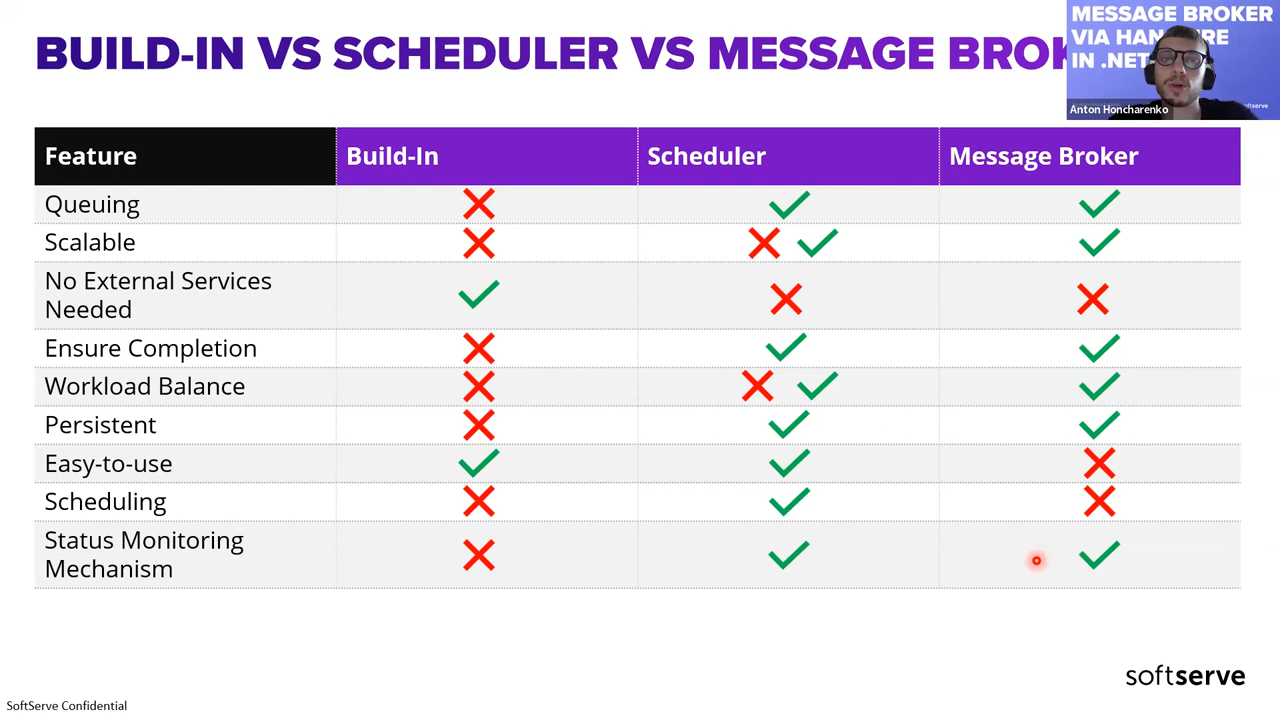 BUILD-IN VS SCHEDULER VS MESSAGE
MESSAGE BROKER
VIA
IN .NET
Anton Honcharenko
Feature Build-In Scheduler Message Broker
Queuing
Scalable
No External Services
Needed
Ensure Completion
Workload Balance
Persistent
Easy-to-use
Scheduling
Status Monitoring
Mechanism
softserve
SoftServe Confidential